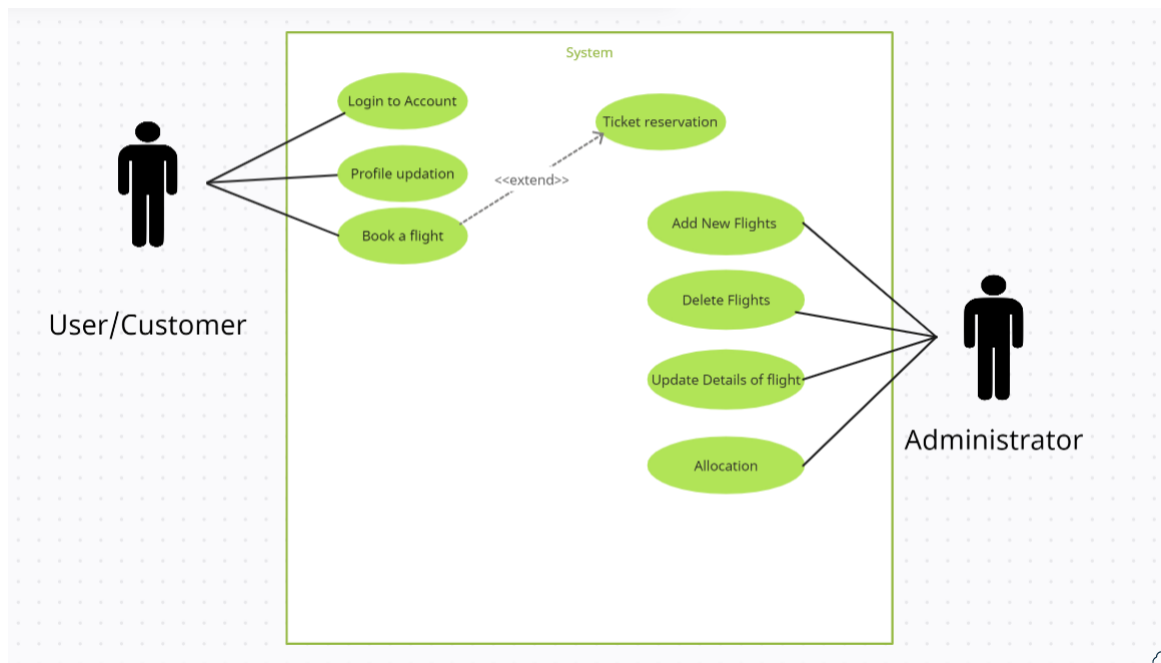 System
Login to Account
Ticket reservation
Profile updation
<<extend>>
Book a flight
Add New Flights
Delete Flights
User/Customer
Update Details of flight
Administrator
Allocation